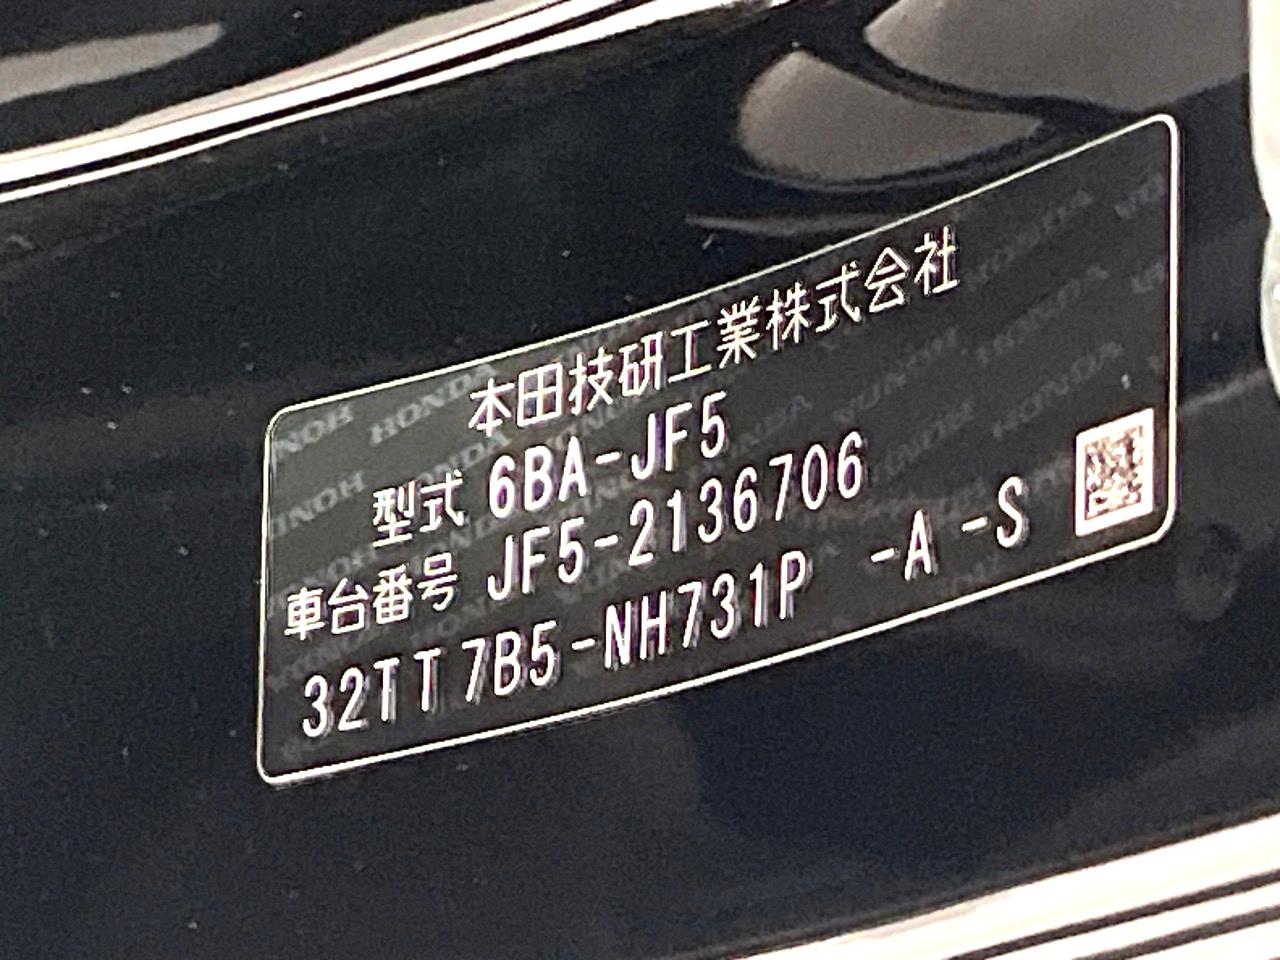 本田技研工業株式会社
型式 6BA-JF5
車台番号 JF5-2136706
32TT7B5-NH731P -A -S